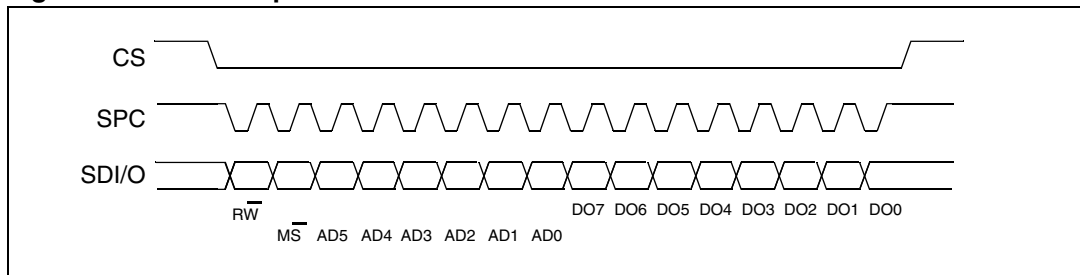 CS
SPC
SDI/O
RW̅ DO7 DO6 DO5 DO4 DO3 DO2 DO1 DO0
MS̅ AD5 AD4 AD3 AD2 AD1 AD0